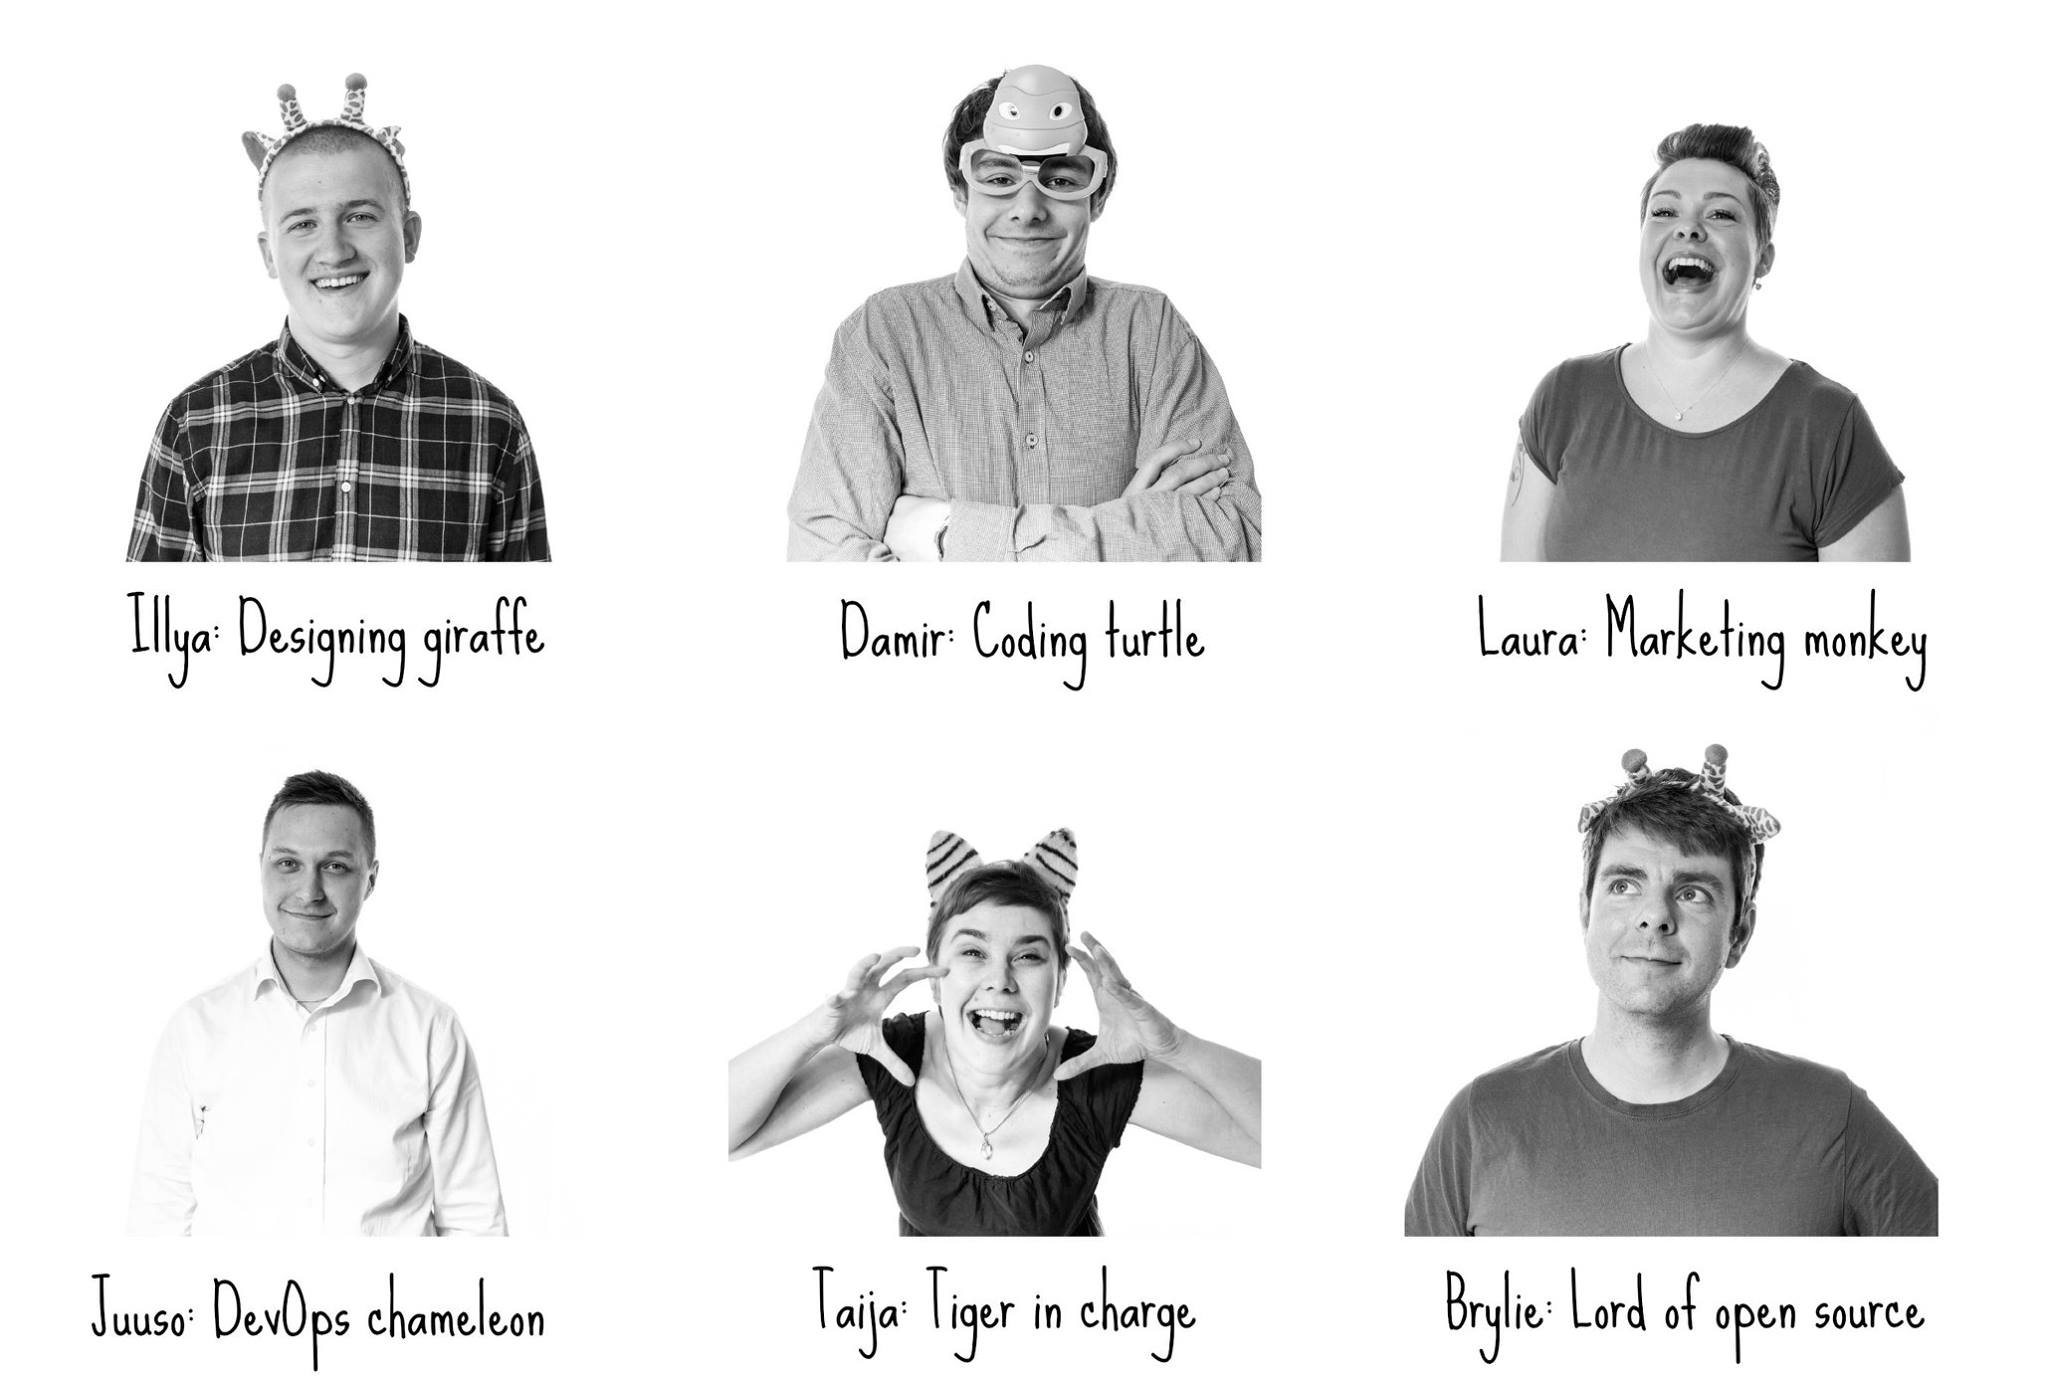 Illya: Designing giraffe
Damir: Coding turtle
Laura: Marketing monkey
Juuso: DevOps chameleon
Taija: Tiger in charge
Brylie: Lord of open source